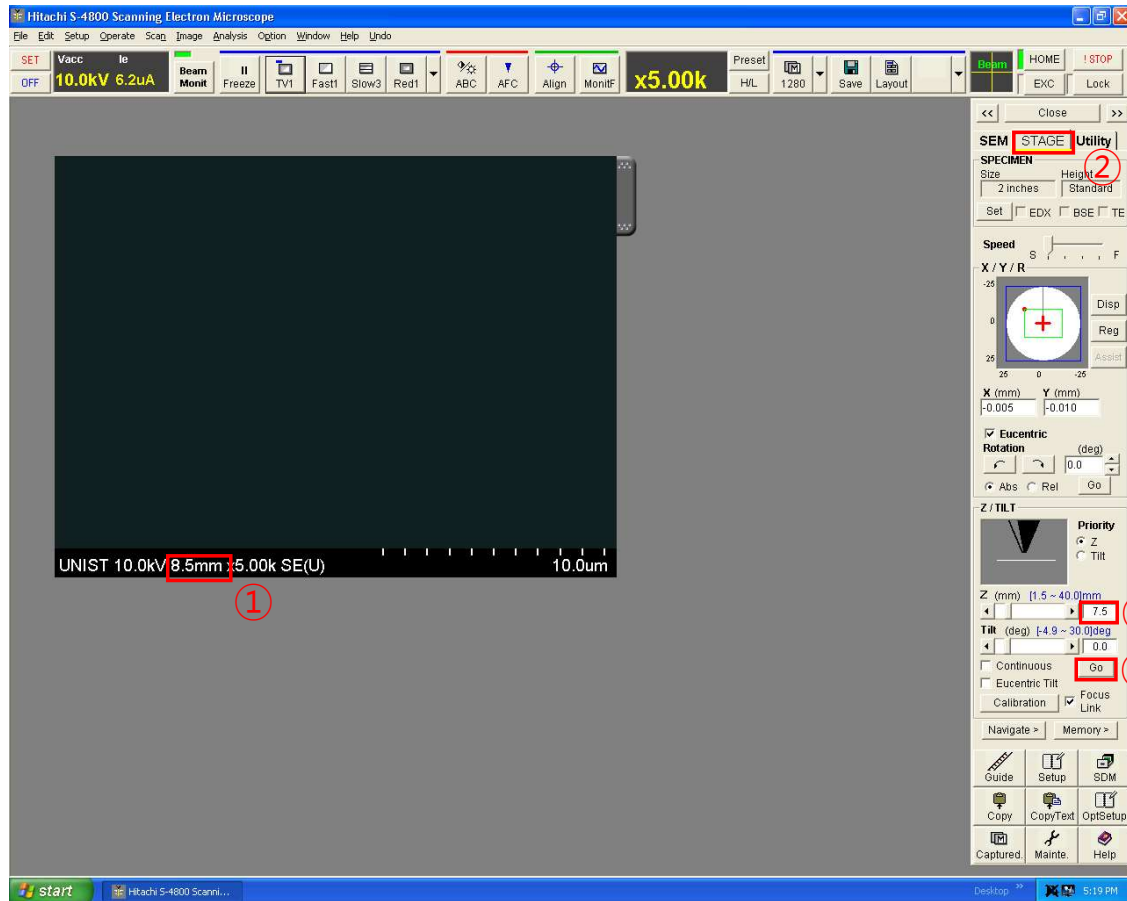 Hitachi S-4800 Scanning Electron Microscope
File Edit Setup Operate Scan Image Analysis Option Window Help Undo
SET Vacc Ie Beam Monit II Freeze TV1 Fast1 Slow3 Red1 ABC AFC Align MonitF x5.00k Preset 1280 Save Layout Beam HOME ! STOP
OFF 10.0kV 6.2uA H/L EXC Lock
<< Close >>
SEM STAGE Utility
②
SPECIMEN
Size Height
2 inches Standard
Set EDX BSE TE
Speed S F
X / Y / R
-25
Disp
0
Reg
25
Assist
25 0 -25
X (mm) Y (mm)
-0.005 -0.010
Eucentric
Rotation (deg)
0.0
Abs Rel Go
Z / TILT
Priority
Z
Tilt
UNIST 10.0kV 8.5mm x5.00k SE(U) 10.0um
①
Z (mm) [1.5 ~ 40.0]mm
7.5
Tilt (deg) [-4.9 ~ 30.0]deg
0.0
Continuous Go
Eucentric Tilt
Calibration Focus Link
Navigate > Memory >
Guide Setup SDM
Copy CopyText OptSetup
Captured. Mainte. Help
start Hitachi S-4800 Scanni... Desktop » 5:19 PM